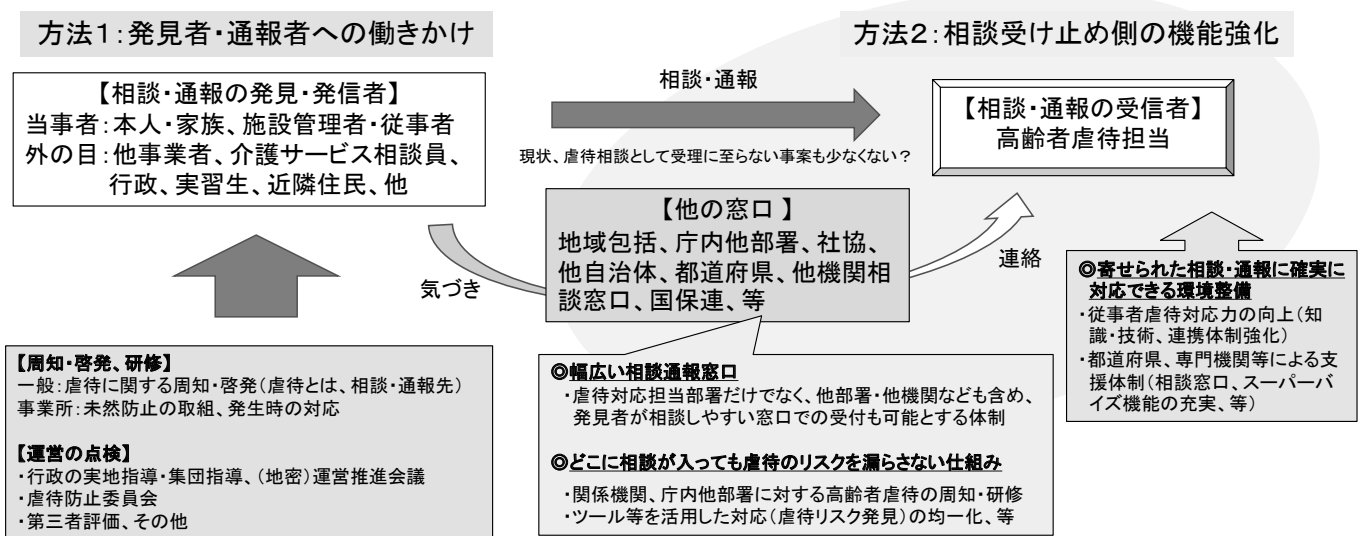 方法1:発見者・通報者への働きかけ
方法2:相談受け止め側の機能強化
【相談・通報の発見・発信者】
当事者:本人・家族、施設管理者・従事者
外の目:他事業者、介護サービス相談員、
行政、実習生、近隣住民、他
相談・通報
現状、虐待相談として受理に至らない事案も少なくない?
【相談・通報の受信者】
高齢者虐待担当
気づき
【他の窓口 】
地域包括、庁内他部署、社協、
他自治体、都道府県、他機関相
談窓口、国保連、等
連絡
【周知・啓発、研修】
一般:虐待に関する周知・啓発(虐待とは、相談・通報先)
事業所:未然防止の取組、発生時の対応
【運営の点検】
・行政の実地指導・集団指導、(地密)運営推進会議
・虐待防止委員会
・第三者評価、その他
◎幅広い相談通報窓口
・虐待対応担当部署だけでなく、他部署・他機関なども含め、
発見者が相談しやすい窓口での受付も可能とする体制
◎どこに相談が入っても虐待のリスクを漏らさない仕組み
・関係機関、庁内他部署に対する高齢者虐待の周知・研修
・ツール等を活用した対応(虐待リスク発見)の均一化、等
◎寄せられた相談・通報に確実に
対応できる環境整備
・従事者虐待対応力の向上(知
識・技術、連携体制強化)
・都道府県、専門機関等による支
援体制(相談窓口、スーパーバ
イズ機能の充実、等)